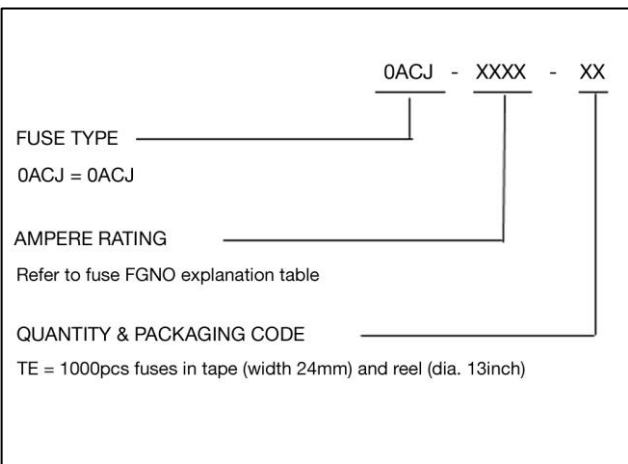 0ACJ - XXXX - XX
FUSE TYPE
0ACJ = 0ACJ
AMPERE RATING
Refer to fuse FGNO explanation table
QUANTITY & PACKAGING CODE
TE = 1000pcs fuses in tape (width 24mm) and reel (dia. 13inch)